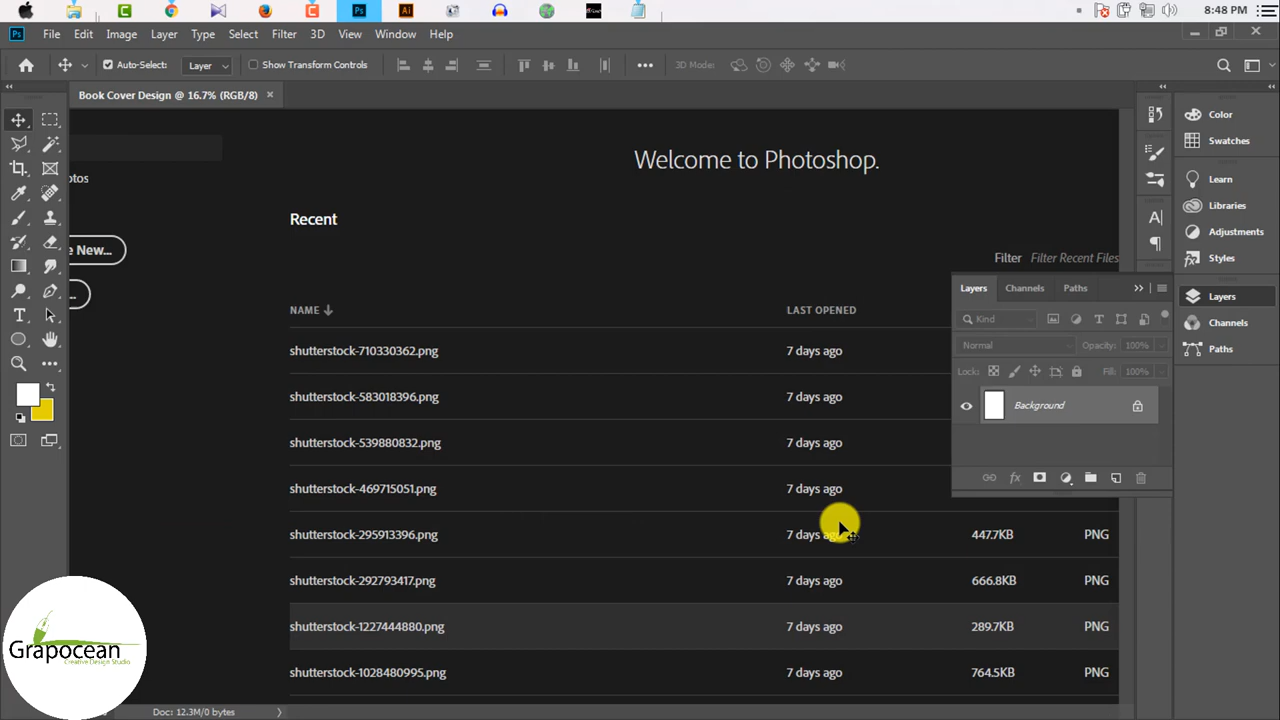 8:48 PM
Ps File Edit Image Layer Type Select Filter 3D View Window Help
Auto-Select: Layer Show Transform Controls 3D Mode:
Book Cover Design @ 16.7% (RGB/8) ×
Color
Swatches
Learn
Libraries
Adjustments
Styles
Layers
Channels
Paths
Welcome to Photoshop.
otos
e New...
Recent
Filter Filter Recent Files
NAME LAST OPENED
shutterstock-710330362.png 7 days ago
shutterstock-583018396.png 7 days ago
shutterstock-539880832.png 7 days ago
shutterstock-469715051.png 7 days ago
shutterstock-295913396.png 7 days ago 447.7KB PNG
shutterstock-292793417.png 7 days ago 666.8KB PNG
shutterstock-1227444880.png 7 days ago 289.7KB PNG
shutterstock-1028480995.png 7 days ago 764.5KB PNG
Layers Channels Paths
Kind
Normal Opacity: 100%
Lock: Fill: 100%
Background
fx
Grapocean
Creative Design Studio
Doc: 12.3M/0 bytes